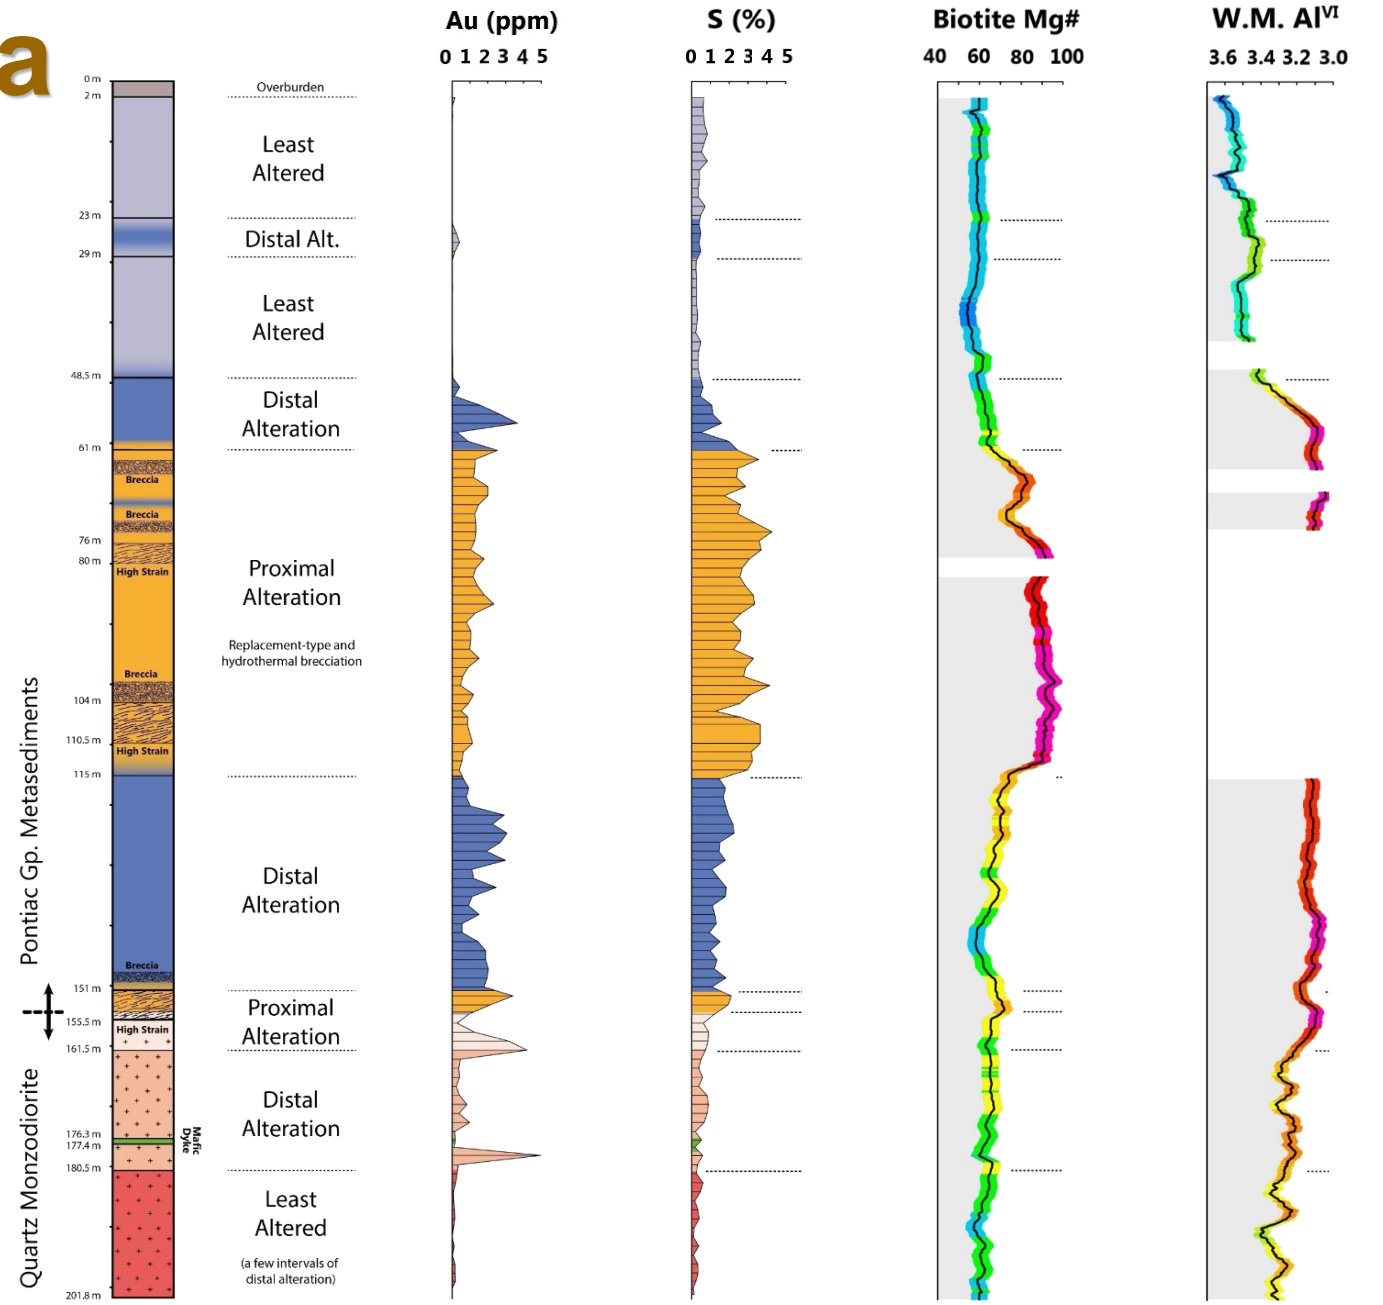 a
Au (ppm)
S (%)
Biotite Mg#
W.M. Alⱽᴵ
0 1 2 3 4 5
0 1 2 3 4 5
40 60 80 100
3.6 3.4 3.2 3.0
0 m
2 m
23 m
29 m
48.5 m
61 m
76 m
80 m
104 m
110.5 m
115 m
151 m
155.5 m
161.5 m
176.3 m
177.4 m
180.5 m
201.8 m
Pontiac Gp. Metasediments
Quartz Monzodiorite
Breccia
Breccia
High Strain
Breccia
High Strain
Breccia
High Strain
Mafic
Dyke
Overburden
Least
Altered
Distal Alt.
Least
Altered
Distal
Alteration
Proximal
Alteration
Replacement-type and
hydrothermal brecciation
Distal
Alteration
Proximal
Alteration
Distal
Alteration
Least
Altered
(a few intervals of
distal alteration)